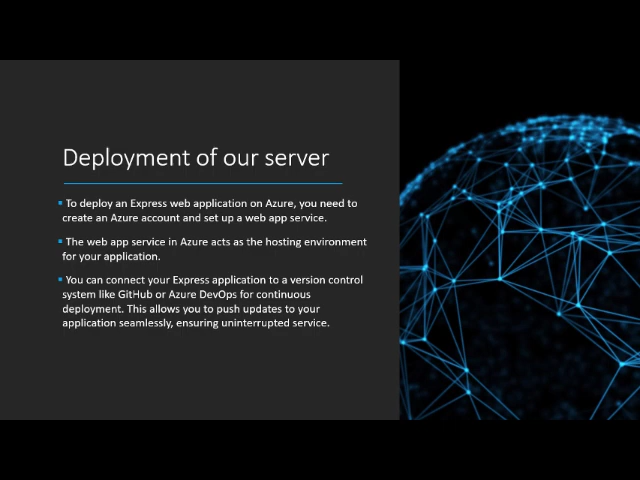 Deployment of our server
▪ To deploy an Express web application on Azure, you need to
create an Azure account and set up a web app service.
▪ The web app service in Azure acts as the hosting environment
for your application.
▪ You can connect your Express application to a version control
system like GitHub or Azure DevOps for continuous
deployment. This allows you to push updates to your
application seamlessly, ensuring uninterrupted service.